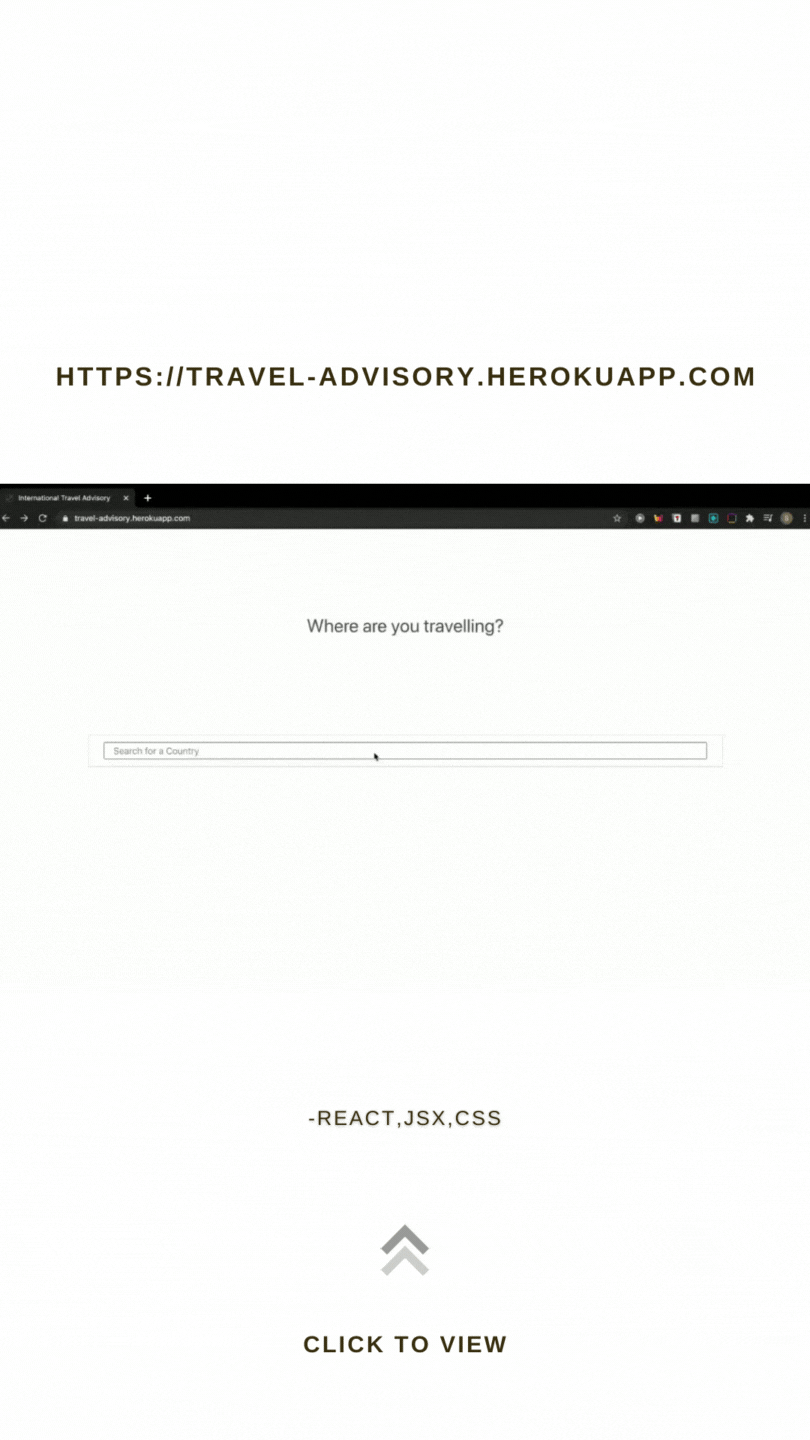 HTTPS://TRAVEL-ADVISORY.HEROKUAPP.COM
International Travel Advisory
travel-advisory.herokuapp.com
Where are you travelling?
Search for a Country
-REACT,JSX,CSS
CLICK TO VIEW